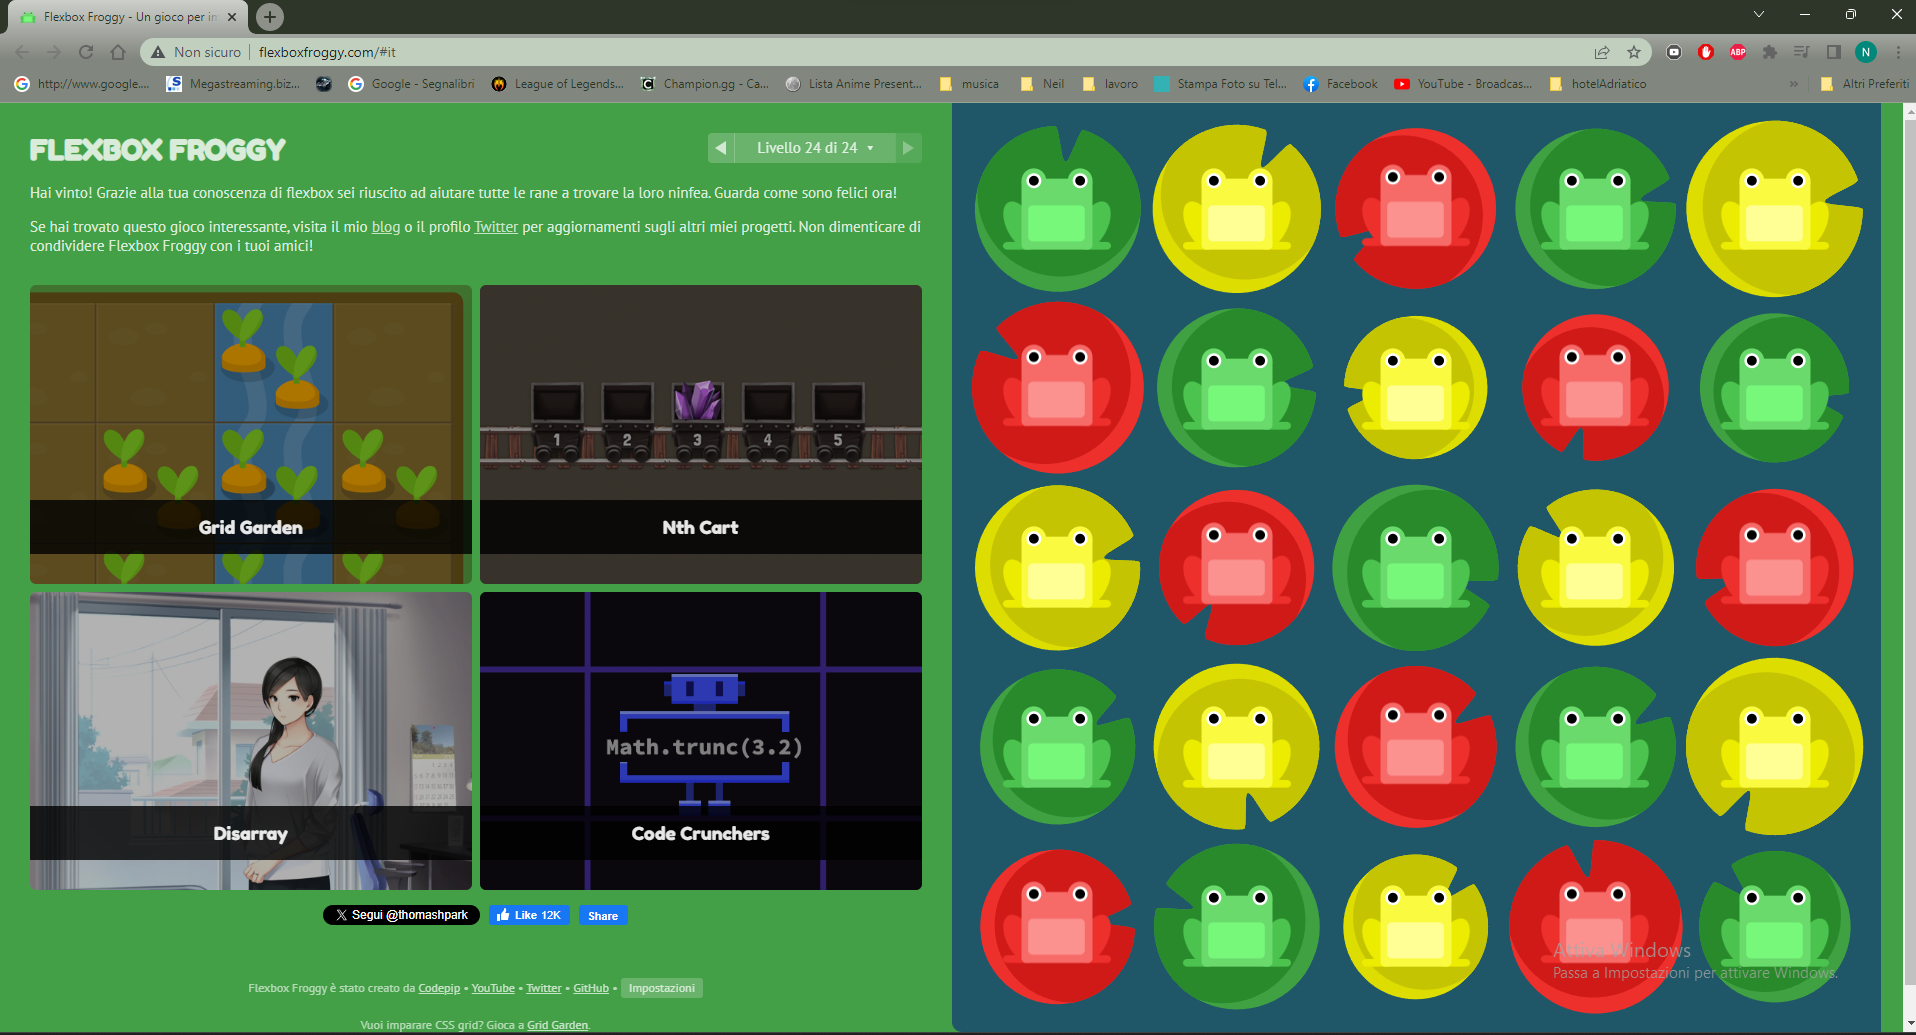 Flexbox Froggy - Un gioco per in
Non sicuro flexboxfroggy.com/#it
ABP
N
http://www.google....
Megastreaming.biz...
Google - Segnalibri
League of Legends...
Champion.gg - Ca...
Lista Anime Present...
musica
Neil
lavoro
Stampa Foto su Tel...
Facebook
YouTube - Broadcas...
hotelAdriatico
»
Altri Preferiti
FLEXBOX FROGGY
Livello 24 di 24
Hai vinto! Grazie alla tua conoscenza di flexbox sei riuscito ad aiutare tutte le rane a trovare la loro ninfea. Guarda come sono felici ora!
Se hai trovato questo gioco interessante, visita il mio blog o il profilo Twitter per aggiornamenti sugli altri miei progetti. Non dimenticare di
condividere Flexbox Froggy con i tuoi amici!
Grid Garden
1 2 3 4 5
Nth Cart
Disarray
Math.trunc(3.2)
Code Crunchers
Segui @thomashpark
Like 12K
Share
Flexbox Froggy è stato creato da Codepip • YouTube • Twitter • GitHub • Impostazioni
Vuoi imparare CSS grid? Gioca a Grid Garden.
Attiva Windows
Passa a Impostazioni per attivare Windows.